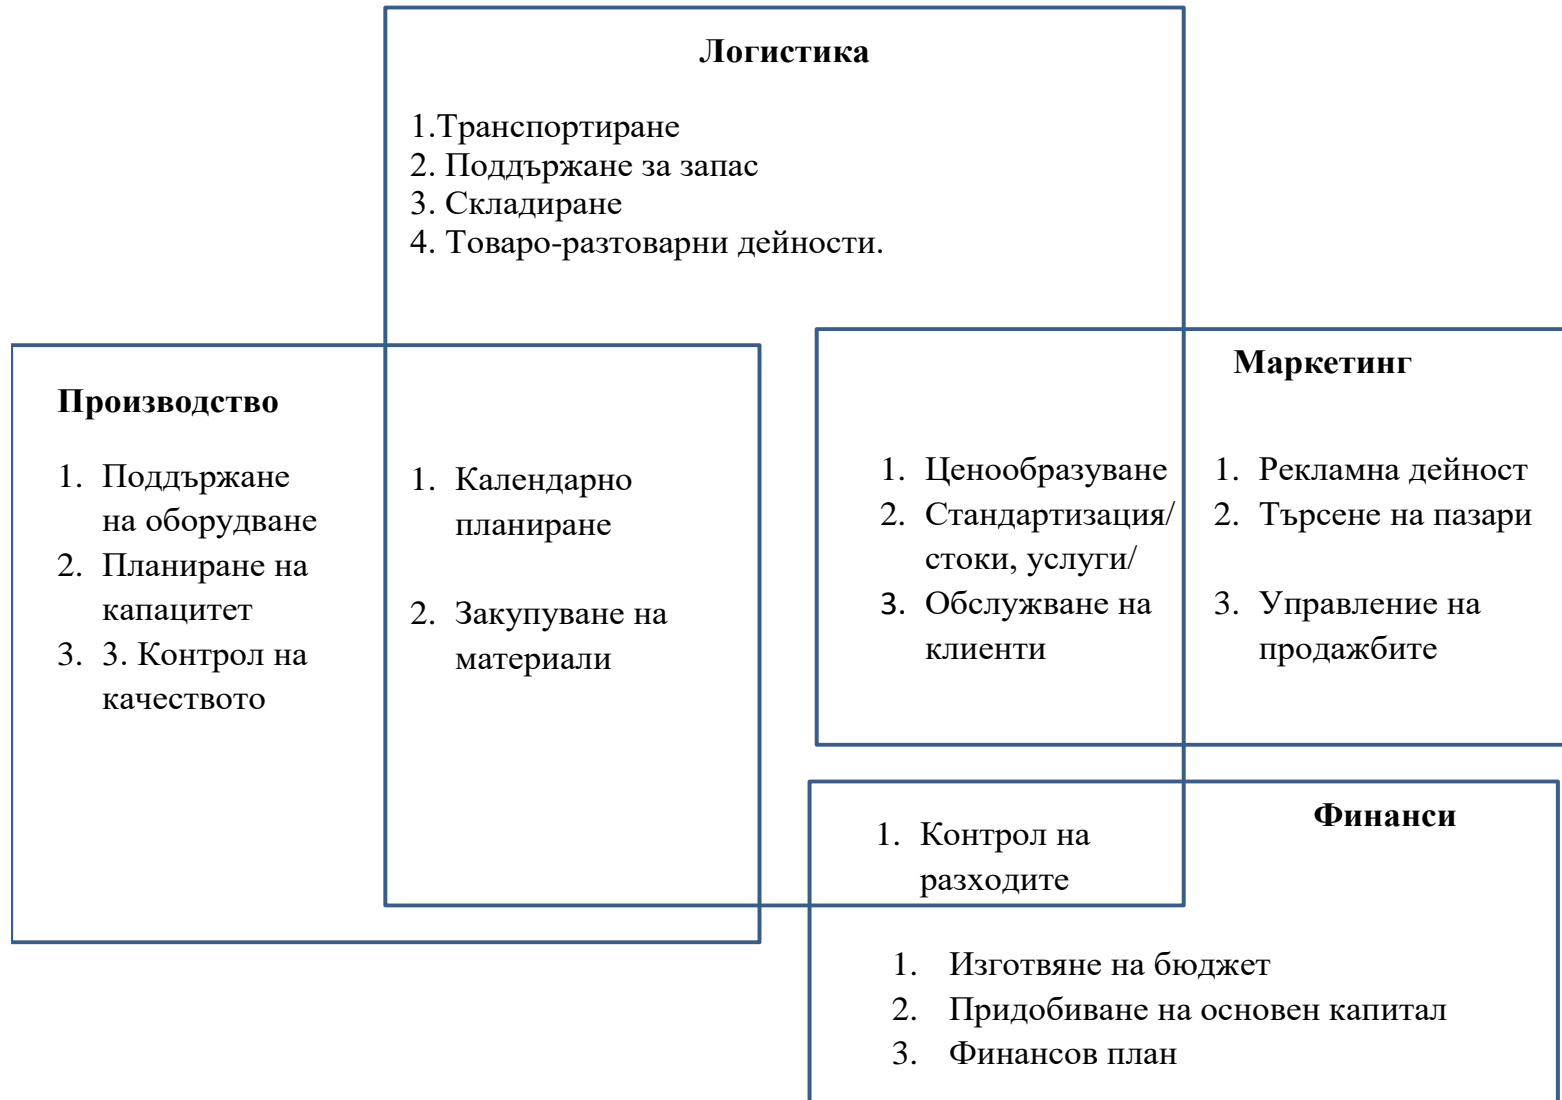 Логистика
1.Транспортиране
2. Поддържане за запас
3. Складиране
4. Товаро-разтоварни дейности.
Производство
1. Поддържане
на оборудване
2. Планиране на
капацитет
3. 3. Контрол на
качеството
1. Календарно
планиране
2. Закупуване на
материали
Маркетинг
1. Ценообразуване
2. Стандартизация/
стоки, услуги/
3. Обслужване на
клиенти
1. Рекламна дейност
2. Търсене на пазари
3. Управление на
продажбите
Финанси
1. Контрол на
разходите
1. Изготвяне на бюджет
2. Придобиване на основен капитал
3. Финансов план